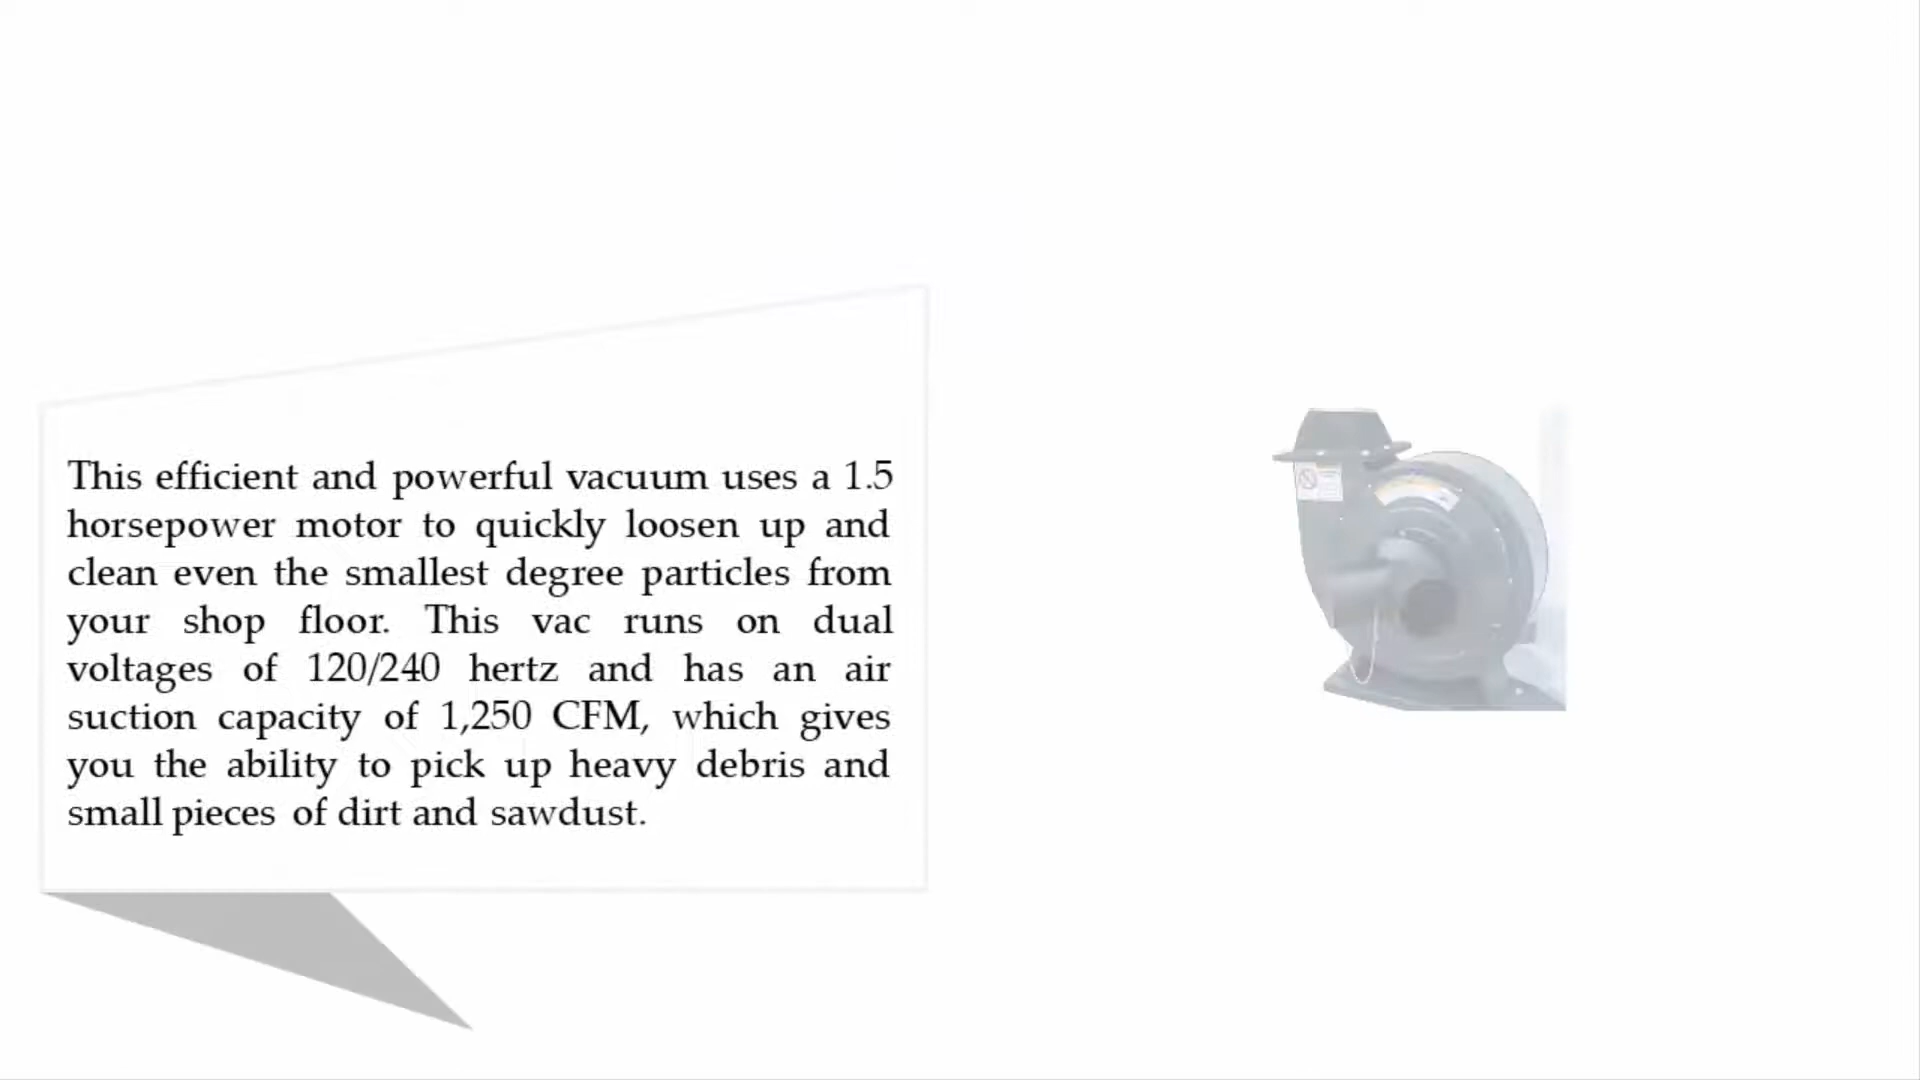 This efficient and powerful vacuum uses a 1.5
horsepower motor to quickly loosen up and
clean even the smallest degree particles from
your shop floor. This vac runs on dual
voltages of 120/240 hertz and has an air
suction capacity of 1,250 CFM, which gives
you the ability to pick up heavy debris and
small pieces of dirt and sawdust.